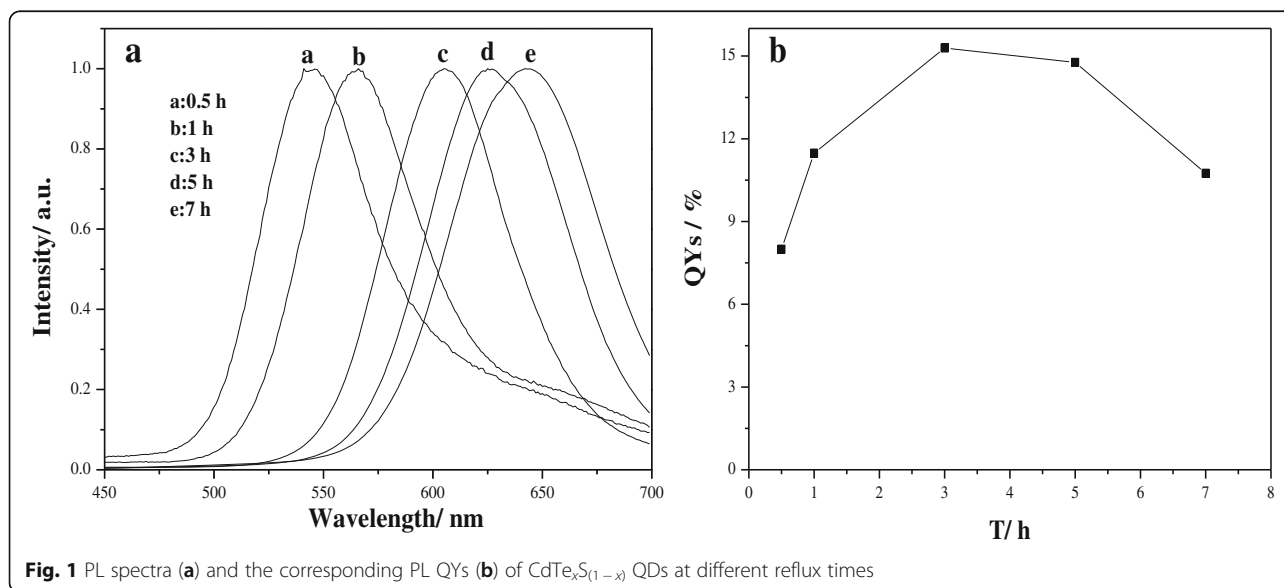 a
a b c d e
a:0.5 h
b:1 h
c:3 h
d:5 h
e:7 h
Intensity/ a.u.
1.0
0.8
0.6
0.4
0.2
0.0
450 500 550 600 650 700
Wavelength/ nm
b
QYs / %
15
12
9
6
3
0
0 1 2 3 4 5 6 7 8
T/ h
Fig. 1 PL spectra (a) and the corresponding PL QYs (b) of CdTeₓS₍₁ ₋ ₓ₎ QDs at different reflux times